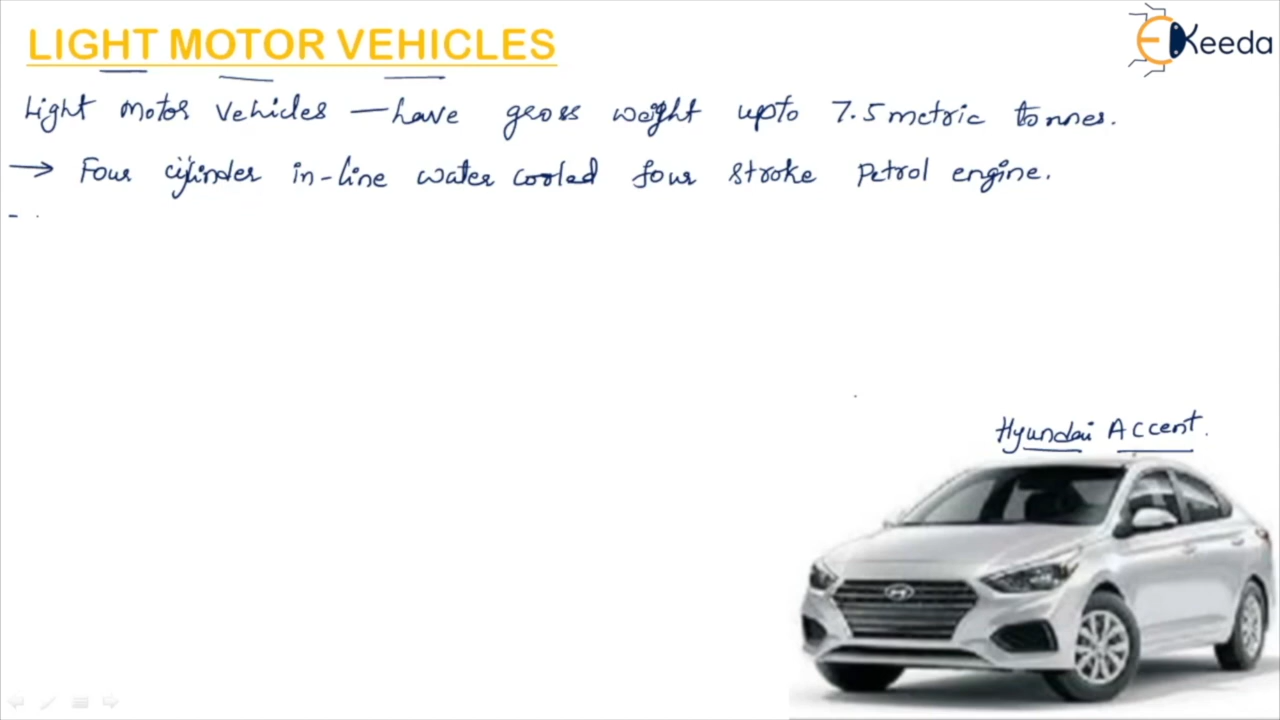 LIGHT MOTOR VEHICLES
EKeeda
Light Motor Vehicles — have gross weight upto 7.5 metric tonnes.
→ Four cylinder in-line water cooled four stroke Petrol engine.
Hyundai Accent.